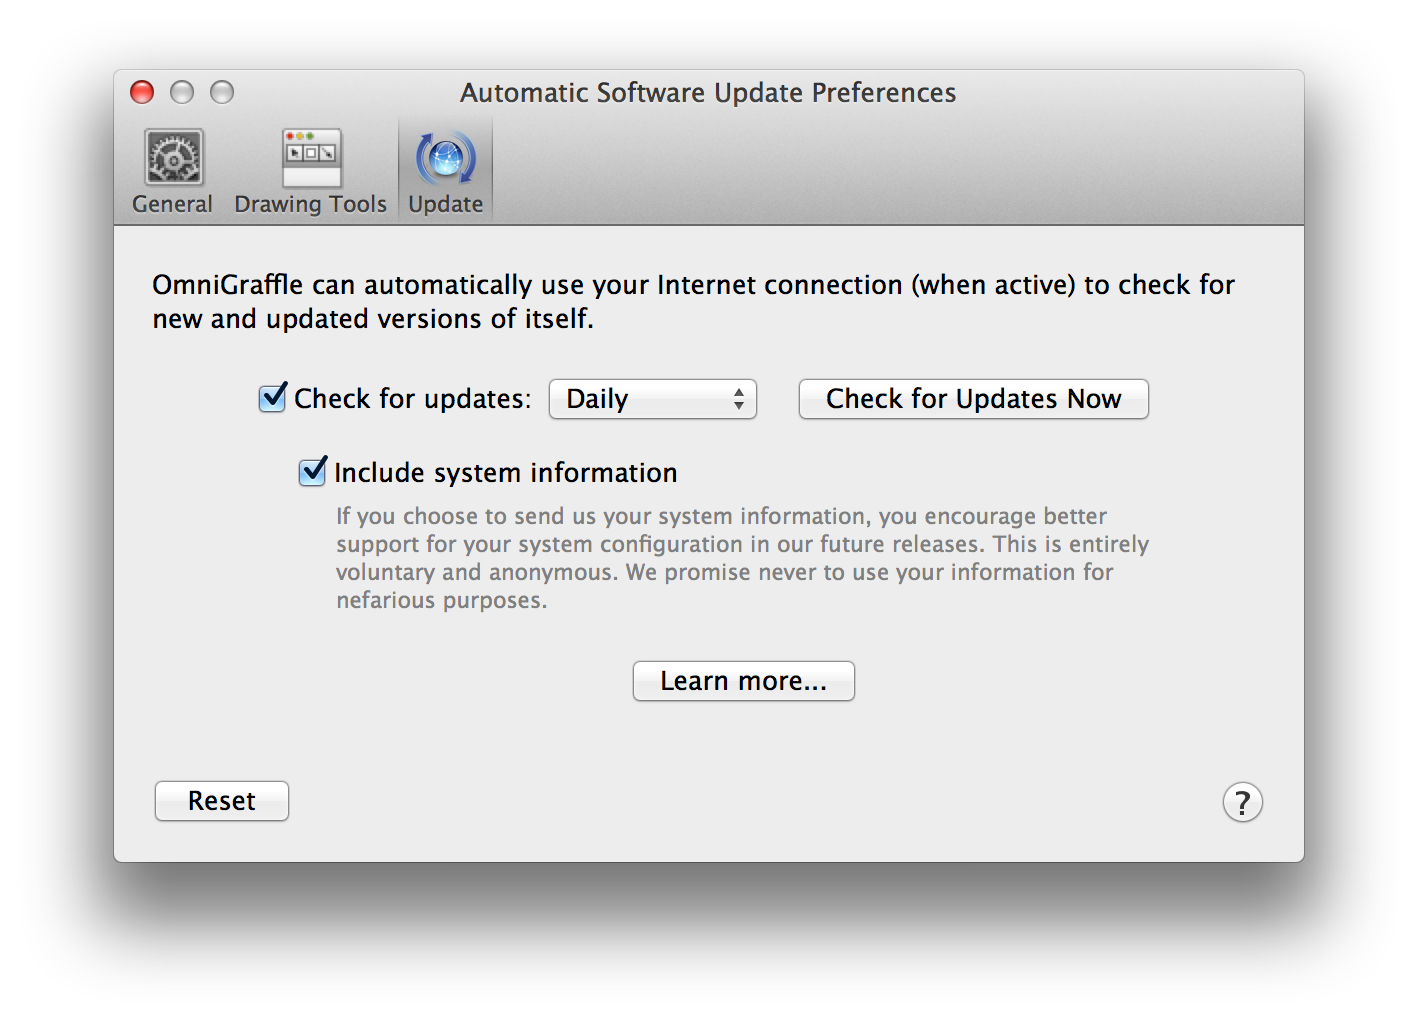 Automatic Software Update Preferences
General Drawing Tools Update
OmniGraffle can automatically use your Internet connection (when active) to check for
new and updated versions of itself.
Check for updates: Daily Check for Updates Now
Include system information
If you choose to send us your system information, you encourage better
support for your system configuration in our future releases. This is entirely
voluntary and anonymous. We promise never to use your information for
nefarious purposes.
Learn more...
Reset ?